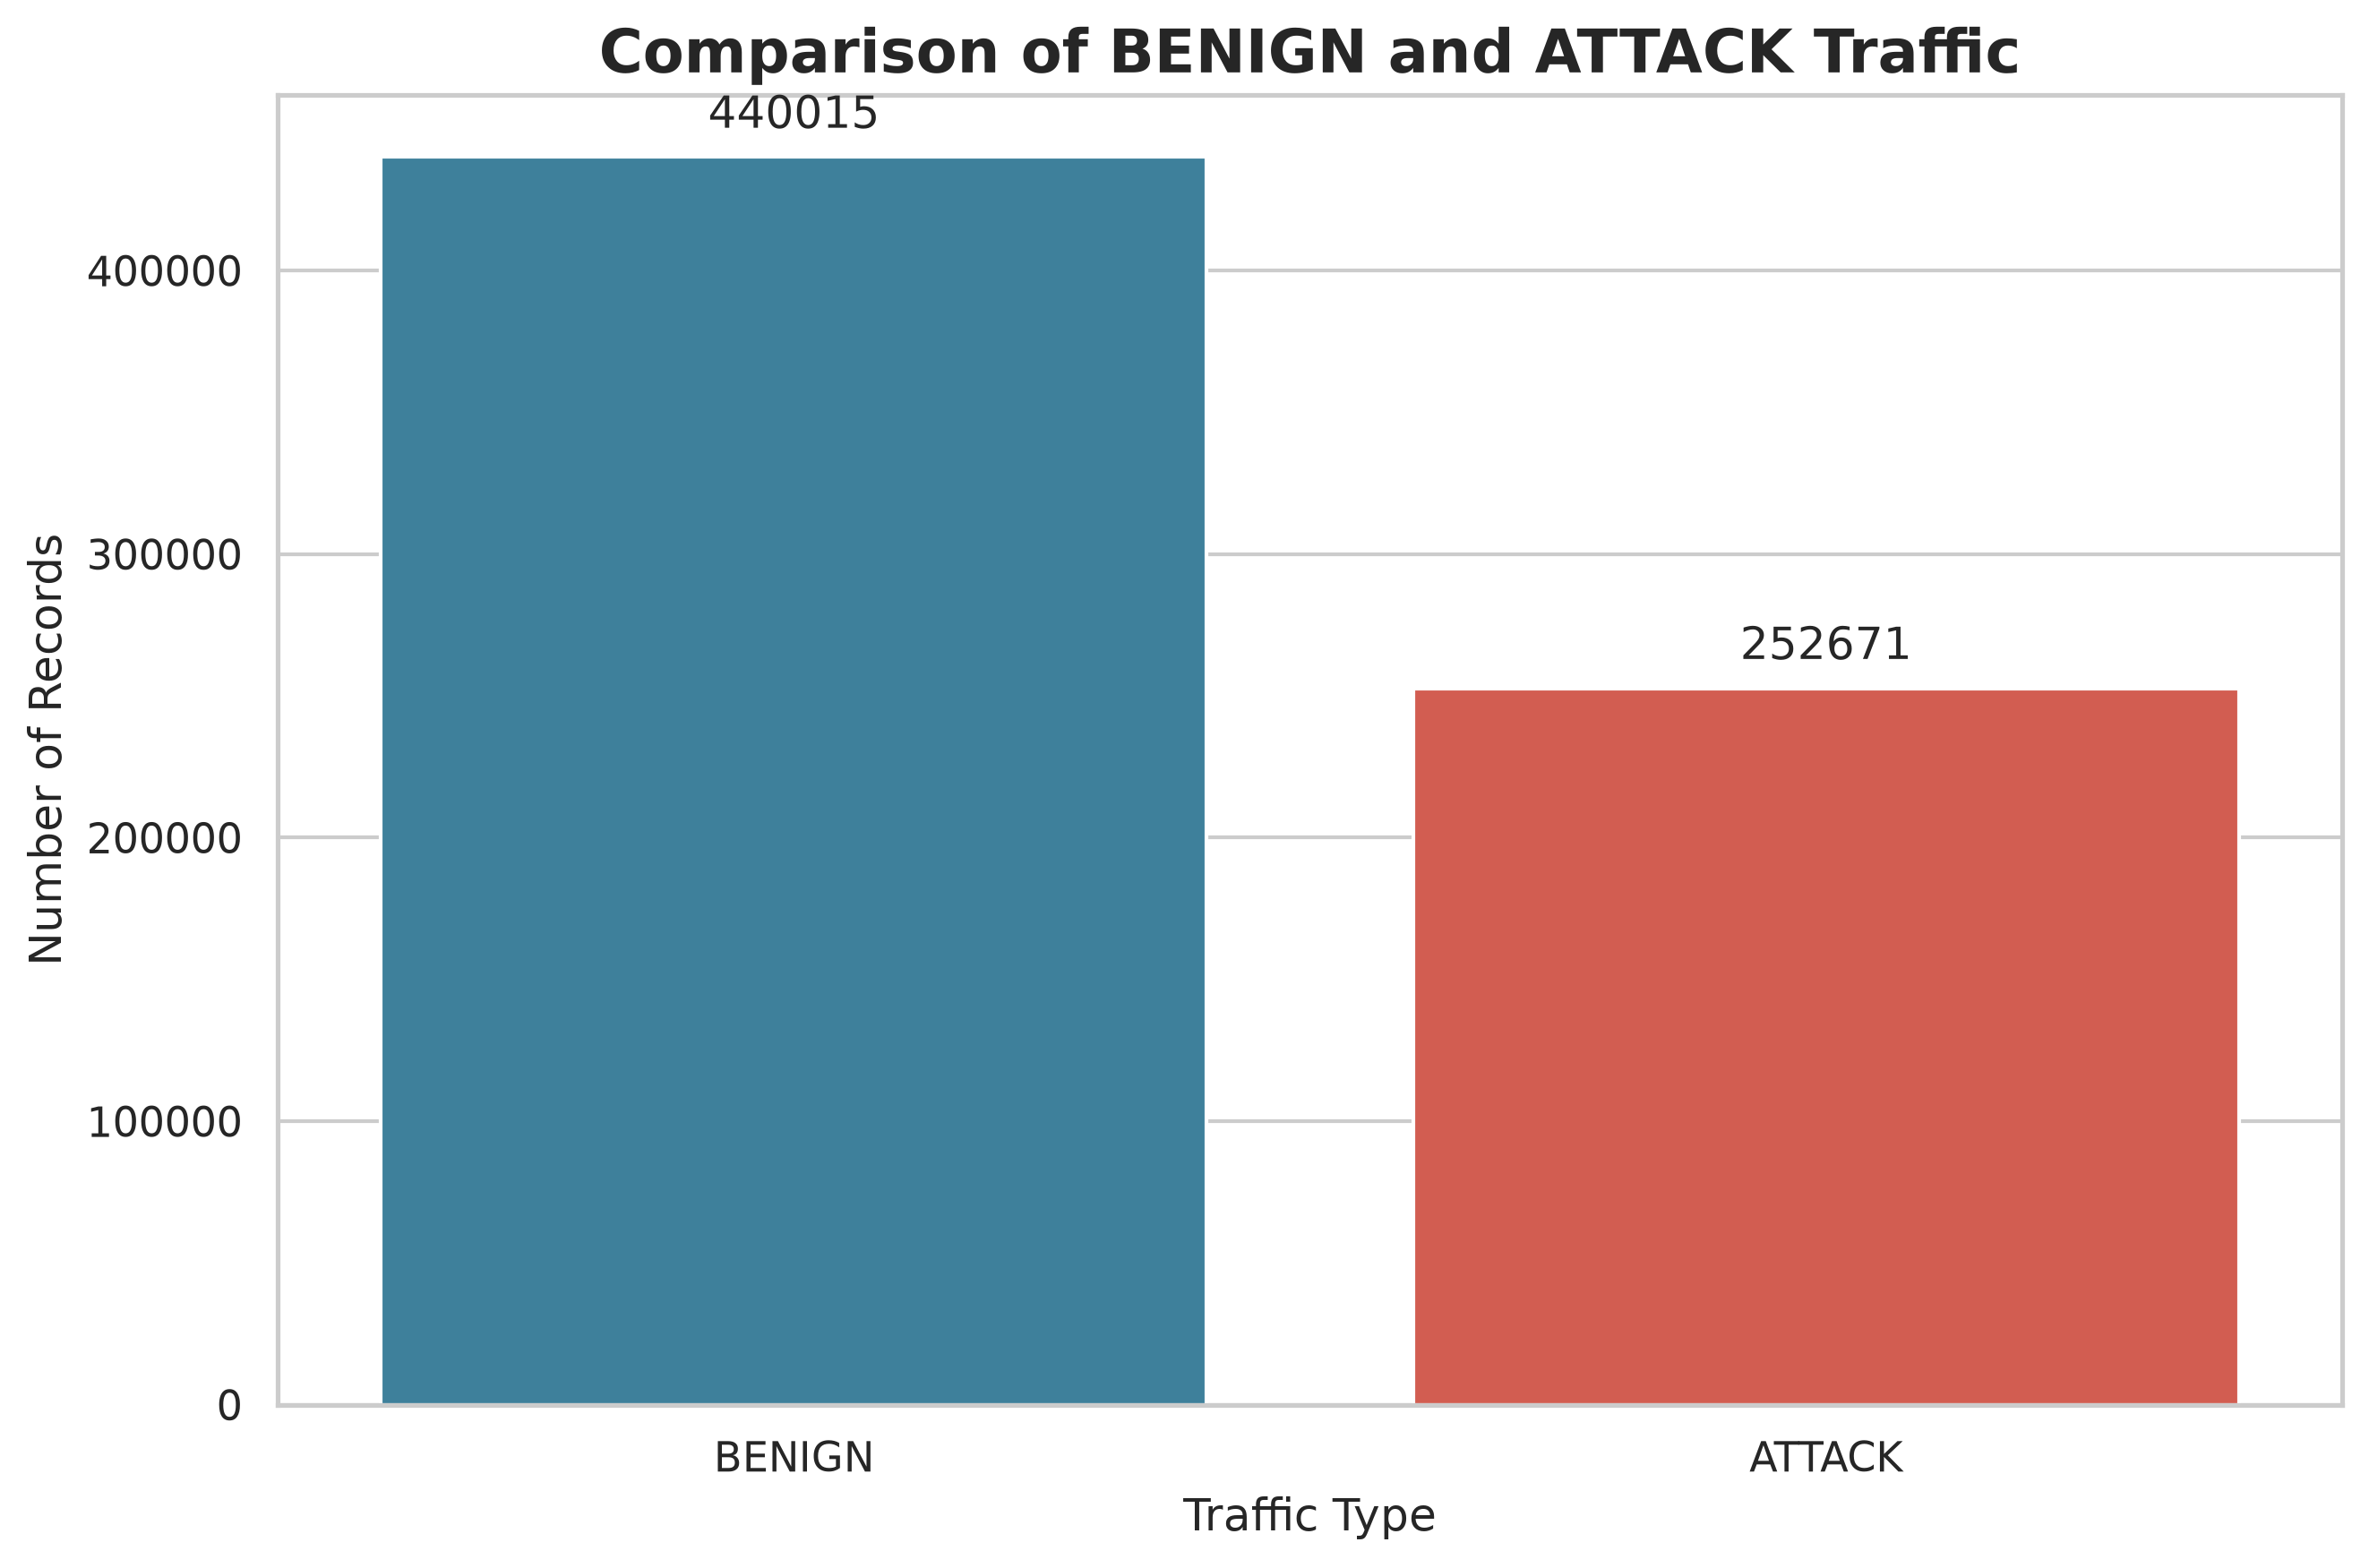 Comparison of BENIGN and ATTACK Traffic
440015
400000
300000
252671
200000
100000
0
Number of Records
BENIGN
ATTACK
Traffic Type